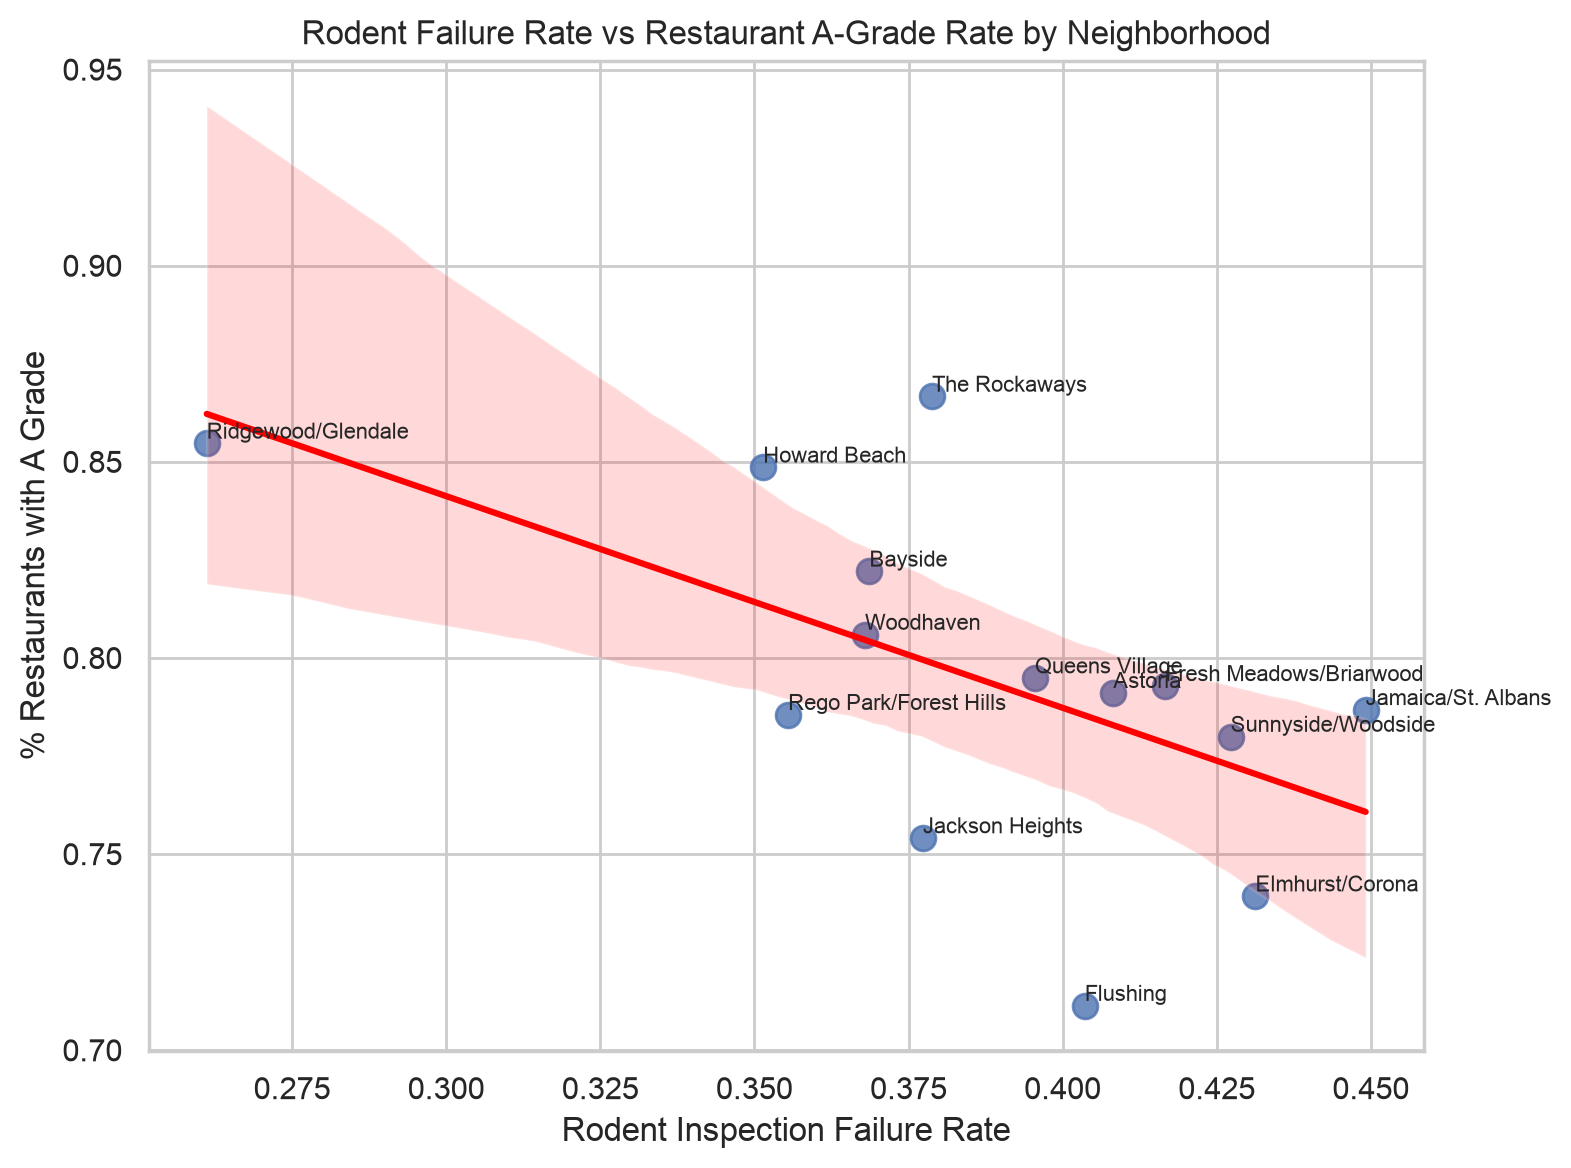 Rodent Failure Rate vs Restaurant A-Grade Rate by Neighborhood
% Restaurants with A Grade
0.95
0.90
0.85
0.80
0.75
0.70
The Rockaways
Ridgewood/Glendale
Howard Beach
Bayside
Woodhaven
Queens Village
Fresh Meadows/Briarwood
Astoria
Jamaica/St. Albans
Rego Park/Forest Hills
Sunnyside/Woodside
Jackson Heights
Elmhurst/Corona
Flushing
0.275 0.300 0.325 0.350 0.375 0.400 0.425 0.450
Rodent Inspection Failure Rate